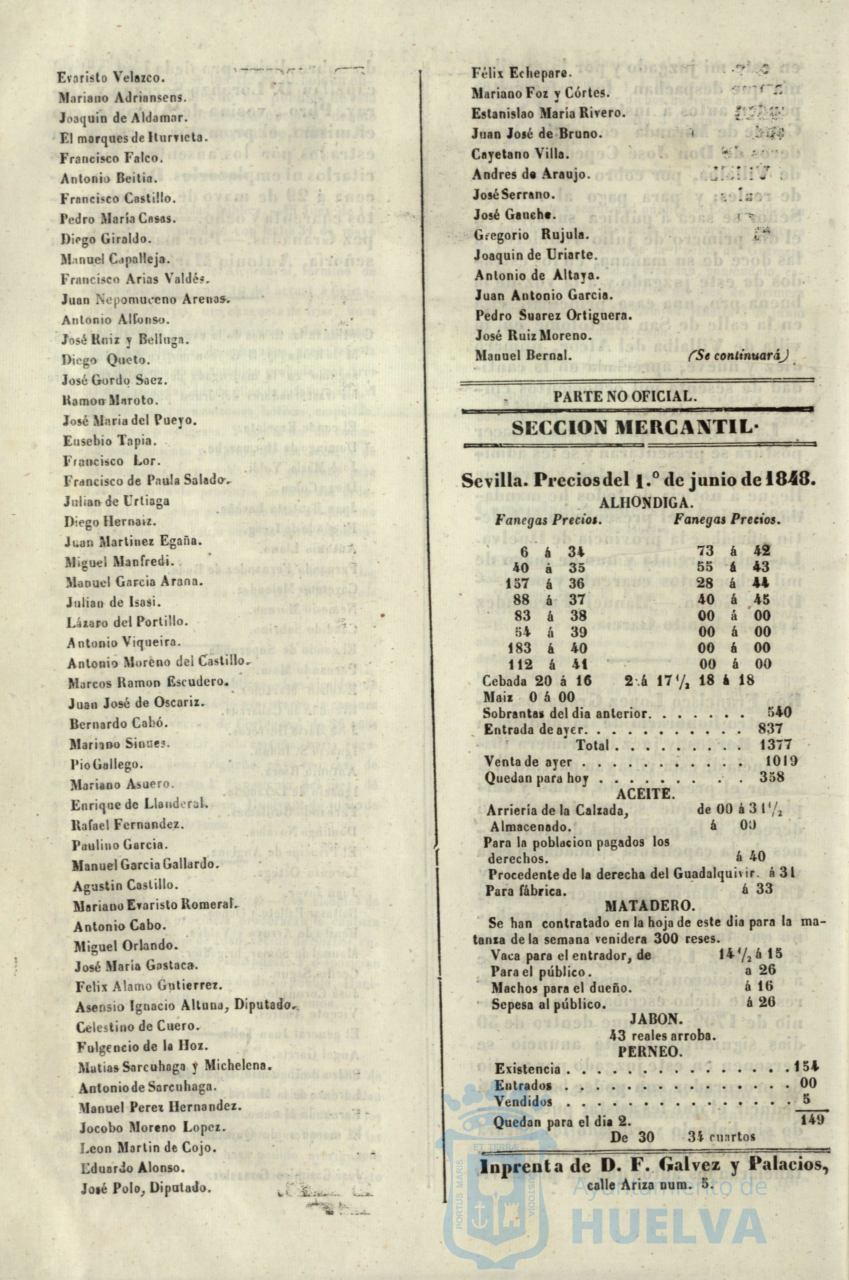 Evaristo Velazco.
Mariano Adriansens.
Joaquin de Aldamar.
El marques de Iturvieta.
Francisco Falco.
Antonio Beitia.
Francisco Castillo.
Pedro María Casas.
Diego Giraldo.
Manuel Capalleja.
Francisco Arias Valdés.
Juan Nepomuceno Arenas.
Antonio Alfonso.
José Ruiz y Belluga.
Diego Queto.
José Gordo Saez.
Ramon Maroto.
José Maria del Pueyo.
Eusebio Tapia.
Francisco Lor.
Francisco de Paula Salado.
Julian de Urtiaga
Diego Hernaiz.
Juan Martinez Egaña.
Miguel Manfredi.
Manuel Garcia Arana.
Julian de Isasi.
Lázaro del Portillo.
Antonio Viqueira.
Antonio Moreno del Castillo.
Marcos Ramon Escudero.
Juan José de Oscariz.
Bernardo Cabó.
Mariano Sinues.
Pio Gallego.
Mariano Asuero.
Enrique de Llanderal.
Rafael Fernandez.
Paulino Garcia.
Manuel Garcia Gallardo.
Agustin Castillo.
Mariano Evaristo Romeral.
Antonio Cabo.
Miguel Orlando.
José Maria Gastaca.
Felix Alamo Gutierrez.
Asensio Ignacio Altuna, Diputado.
Celestino de Cuero.
Fulgencio de la Hoz.
Matias Sarcuhaga y Michelena.
Antonio de Sarcuhaga.
Manuel Perez Hernandez.
Jocobo Moreno Lopez.
Leon Martin de Cojo.
Eduardo Alonso.
José Polo, Diputado.
Félix Echepare.
Mariano Foz y Córtes.
Estanislao María Rivero.
Juan José de Bruno.
Cayetano Villa.
Andres de Araujo.
José Serrano.
José Gauche.
Gregorio Rujula.
Joaquin de Uriarte.
Antonio de Altaya.
Juan Antonio Garcia.
Pedro Suarez Ortiguera.
José Ruiz Moreno.
Manuel Bernal. (Se continuará)
PARTE NO OFICIAL.
SECCION MERCANTIL.
Sevilla. Precios del 1.º de junio de 1848.
ALHONDIGA.
Fanegas Precios. Fanegas Precios.
6 á 34 73 á 42
40 á 35 55 á 43
157 á 36 28 á 44
88 á 37 40 á 45
83 á 38 00 á 00
54 á 39 00 á 00
183 á 40 00 á 00
112 á 41 00 á 00
Cebada 20 á 16 2 á 17 1/2 18 á 18
Maiz 0 á 00
Sobrantas del dia anterior. . . . . . . 540
Entrada de ayer. . . . . . . . . . . 837
Total . . . . . . . . . 1377
Venta de ayer . . . . . . . . . . . 1019
Quedan para hoy . . . . . . . . . . 358
ACEITE.
Arriería de la Calzada, de 00 á 31 1/2
Almacenado. á 00
Para la poblacion pagados los
derechos. á 40
Procedente de la derecha del Guadalquivir. á 31
Para fábrica. á 33
MATADERO.
Se han contratado en la hoja de este dia para la ma-
tanza de la semana venidera 300 reses.
Vaca para el entrador, de 14 1/2 á 15
Para el público. a 26
Machos para el dueño. á 16
Sepesa al público. á 26
JABON.
43 reales arroba.
PERNEO.
Existencia . . . . . . . . . . . . . . . 154
Entrados . . . . . . . . . . . . . . . 00
Vendidos . . . . . . . . . . . . . . . 5
Quedan para el dia 2. 149
De 30 34 cuartos
Inprenta de D. F. Galvez y Palacios,
calle Ariza num. 5.
Ayuntamiento de
HUELVA
PORTUS MARIS ET TERRAE CUSTODIA